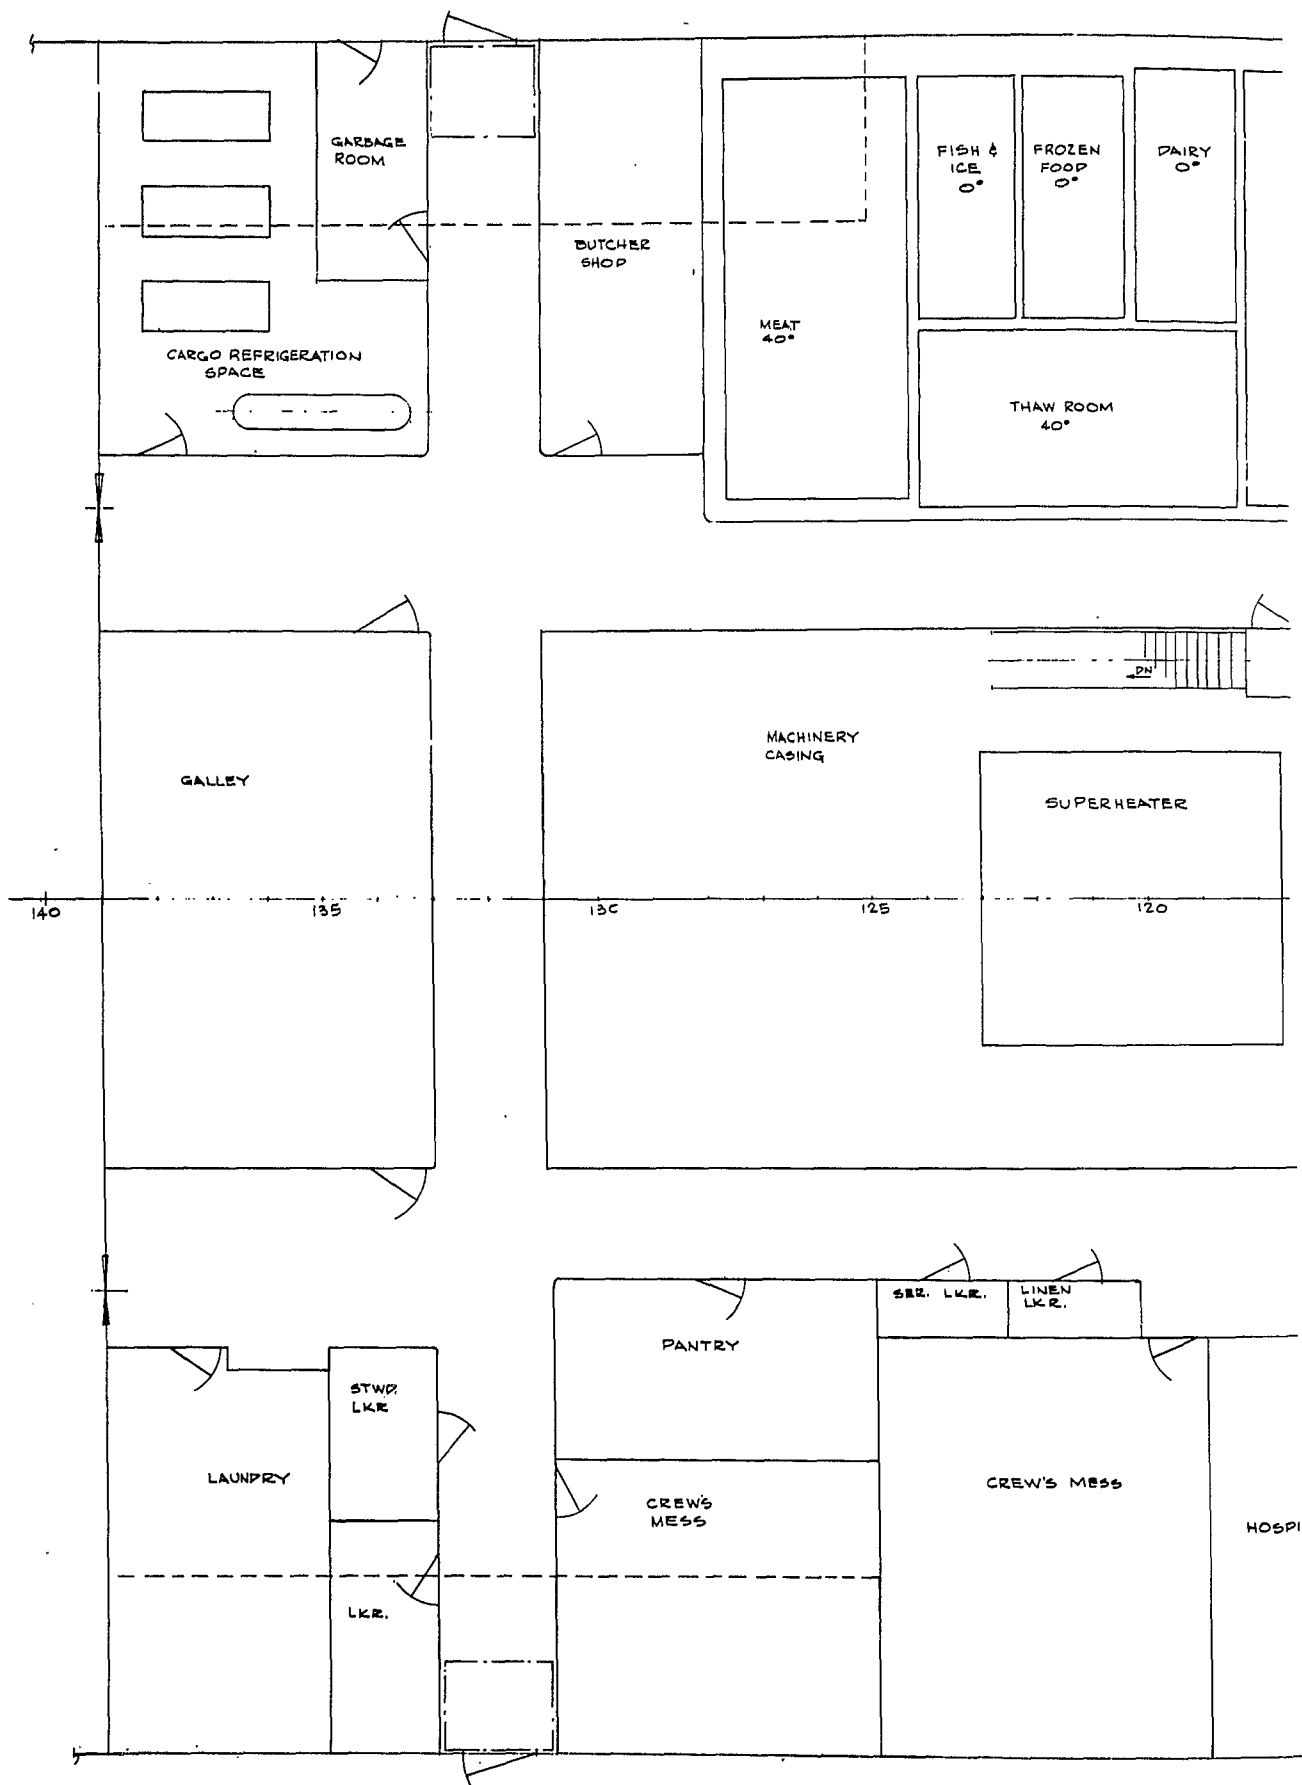 GARBAGE
ROOM
FISH &
ICE
0°
FROZEN
FOOD
0°
DAIRY
0°
BUTCHER
SHOP
MEAT
40°
CARGO REFRIGERATION
SPACE
THAW ROOM
40°
DN
MACHINERY
CASING
GALLEY
SUPERHEATER
140
135
130
125
120
SER. LKR.
LINEN
LKR.
PANTRY
STWD.
LKR
LAUNDRY
CREW'S
MESS
CREW'S MESS
HOSPI
LKR.